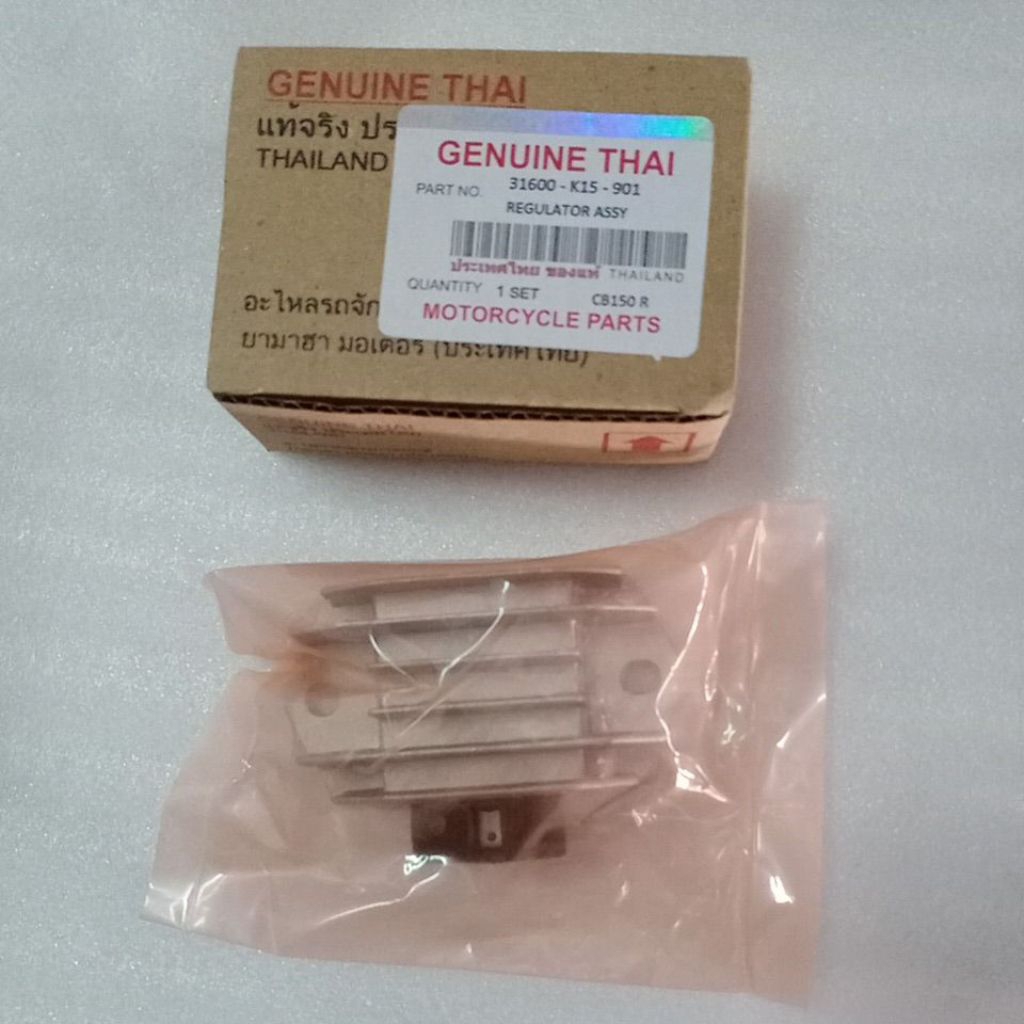 GENUINE THAI
แท้จริง ปร
THAILAND
GENUINE THAI
PART NO. 31600 - K15 - 901
REGULATOR ASSY
ประเทศไทย ของแท้ THAILAND
QUANTITY 1 SET CB150 R
MOTORCYCLE PARTS
อะไหล่รถจัก
ยามาฮา มอเตอร์ (ประเทศไทย)
GENUINE THAI